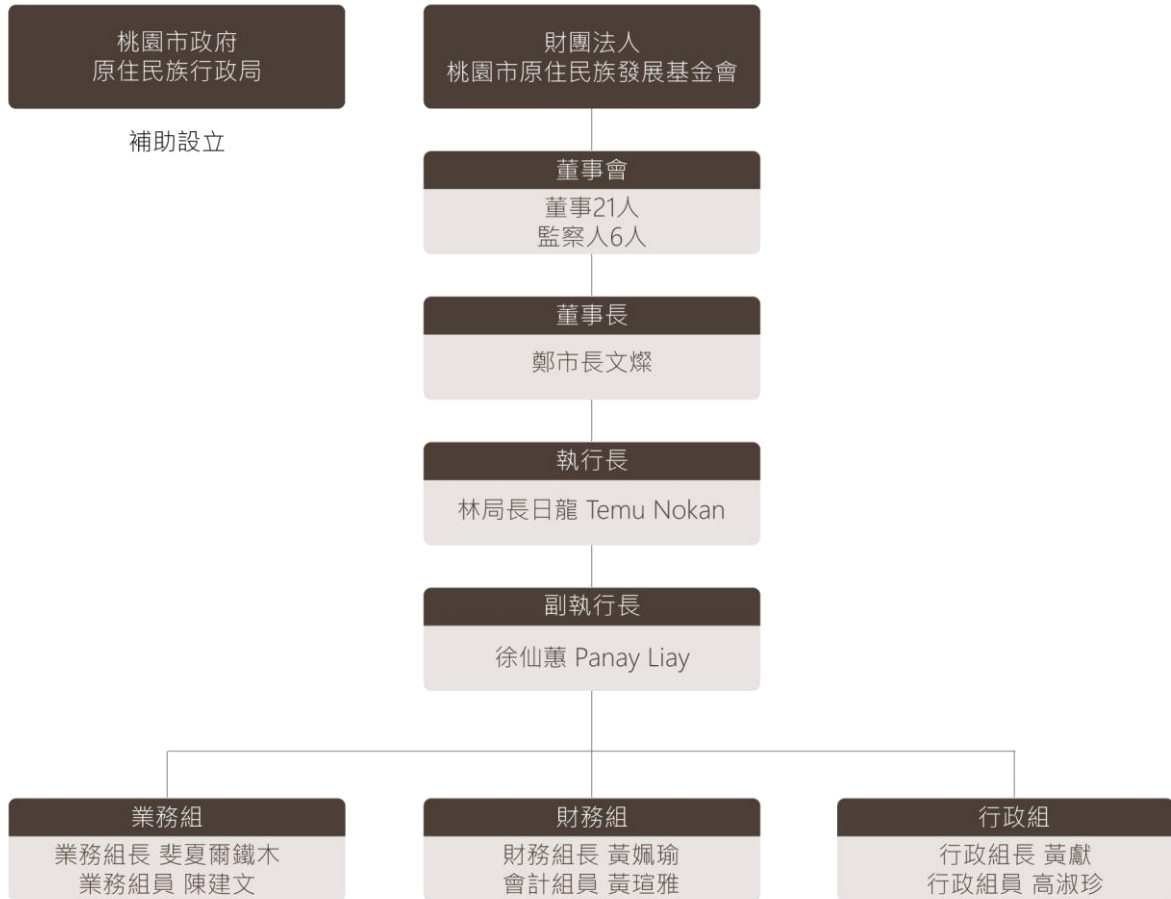 桃園市政府
原住民族行政局
補助設立
財團法人
桃園市原住民族發展基金會
董事會
董事21人
監察人6人
董事長
鄭市長文燦
執行長
林局長日龍 Temu Nokan
副執行長
徐仙蕙 Panay Liay
業務組
業務組長 斐夏爾鐵木
業務組員 陳建文
財務組
財務組長 黃姵瑜
會計組員 黃瑄雅
行政組
行政組長 黃獻
行政組員 高淑珍